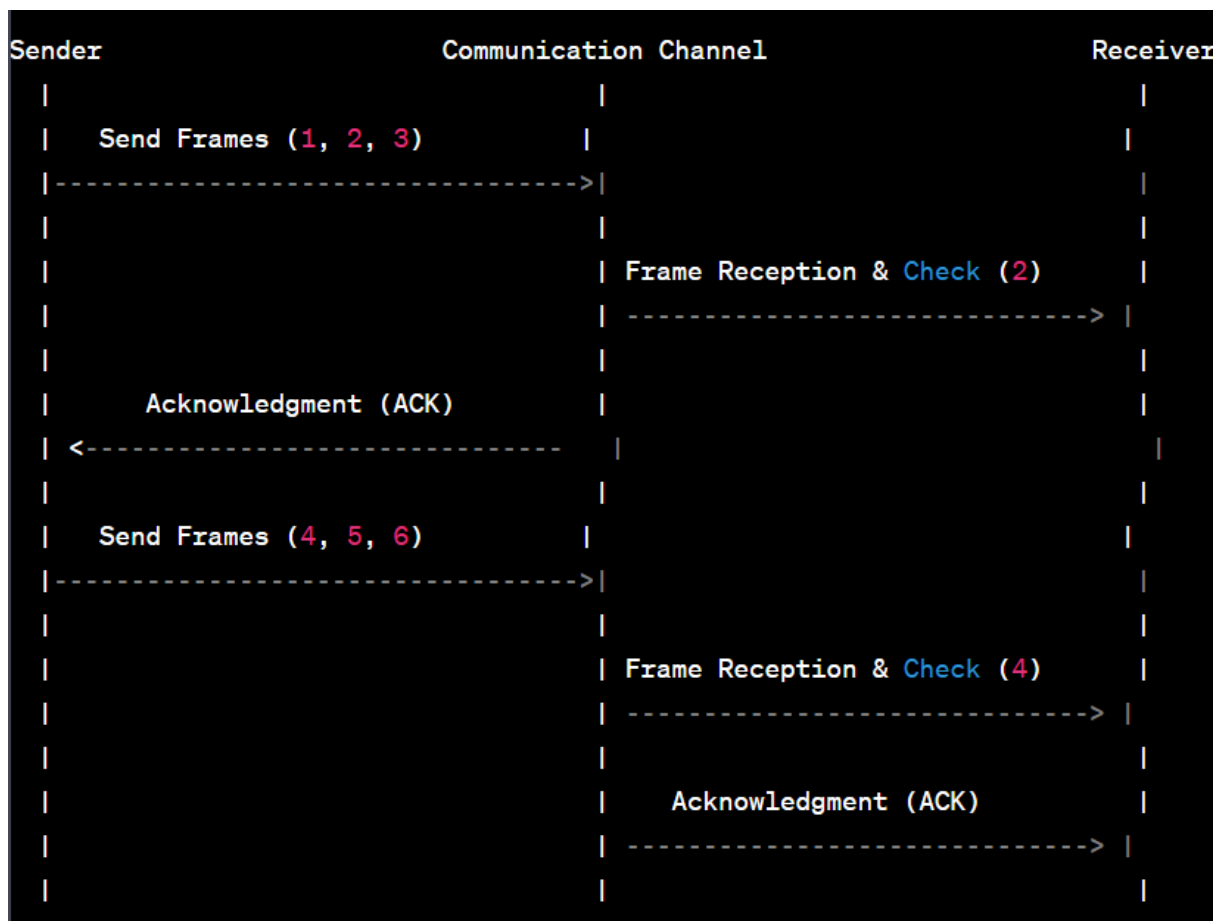 Sender Communication Channel Receiver
Send Frames (1, 2, 3)
Frame Reception & Check (2)
Acknowledgment (ACK)
Send Frames (4, 5, 6)
Frame Reception & Check (4)
Acknowledgment (ACK)